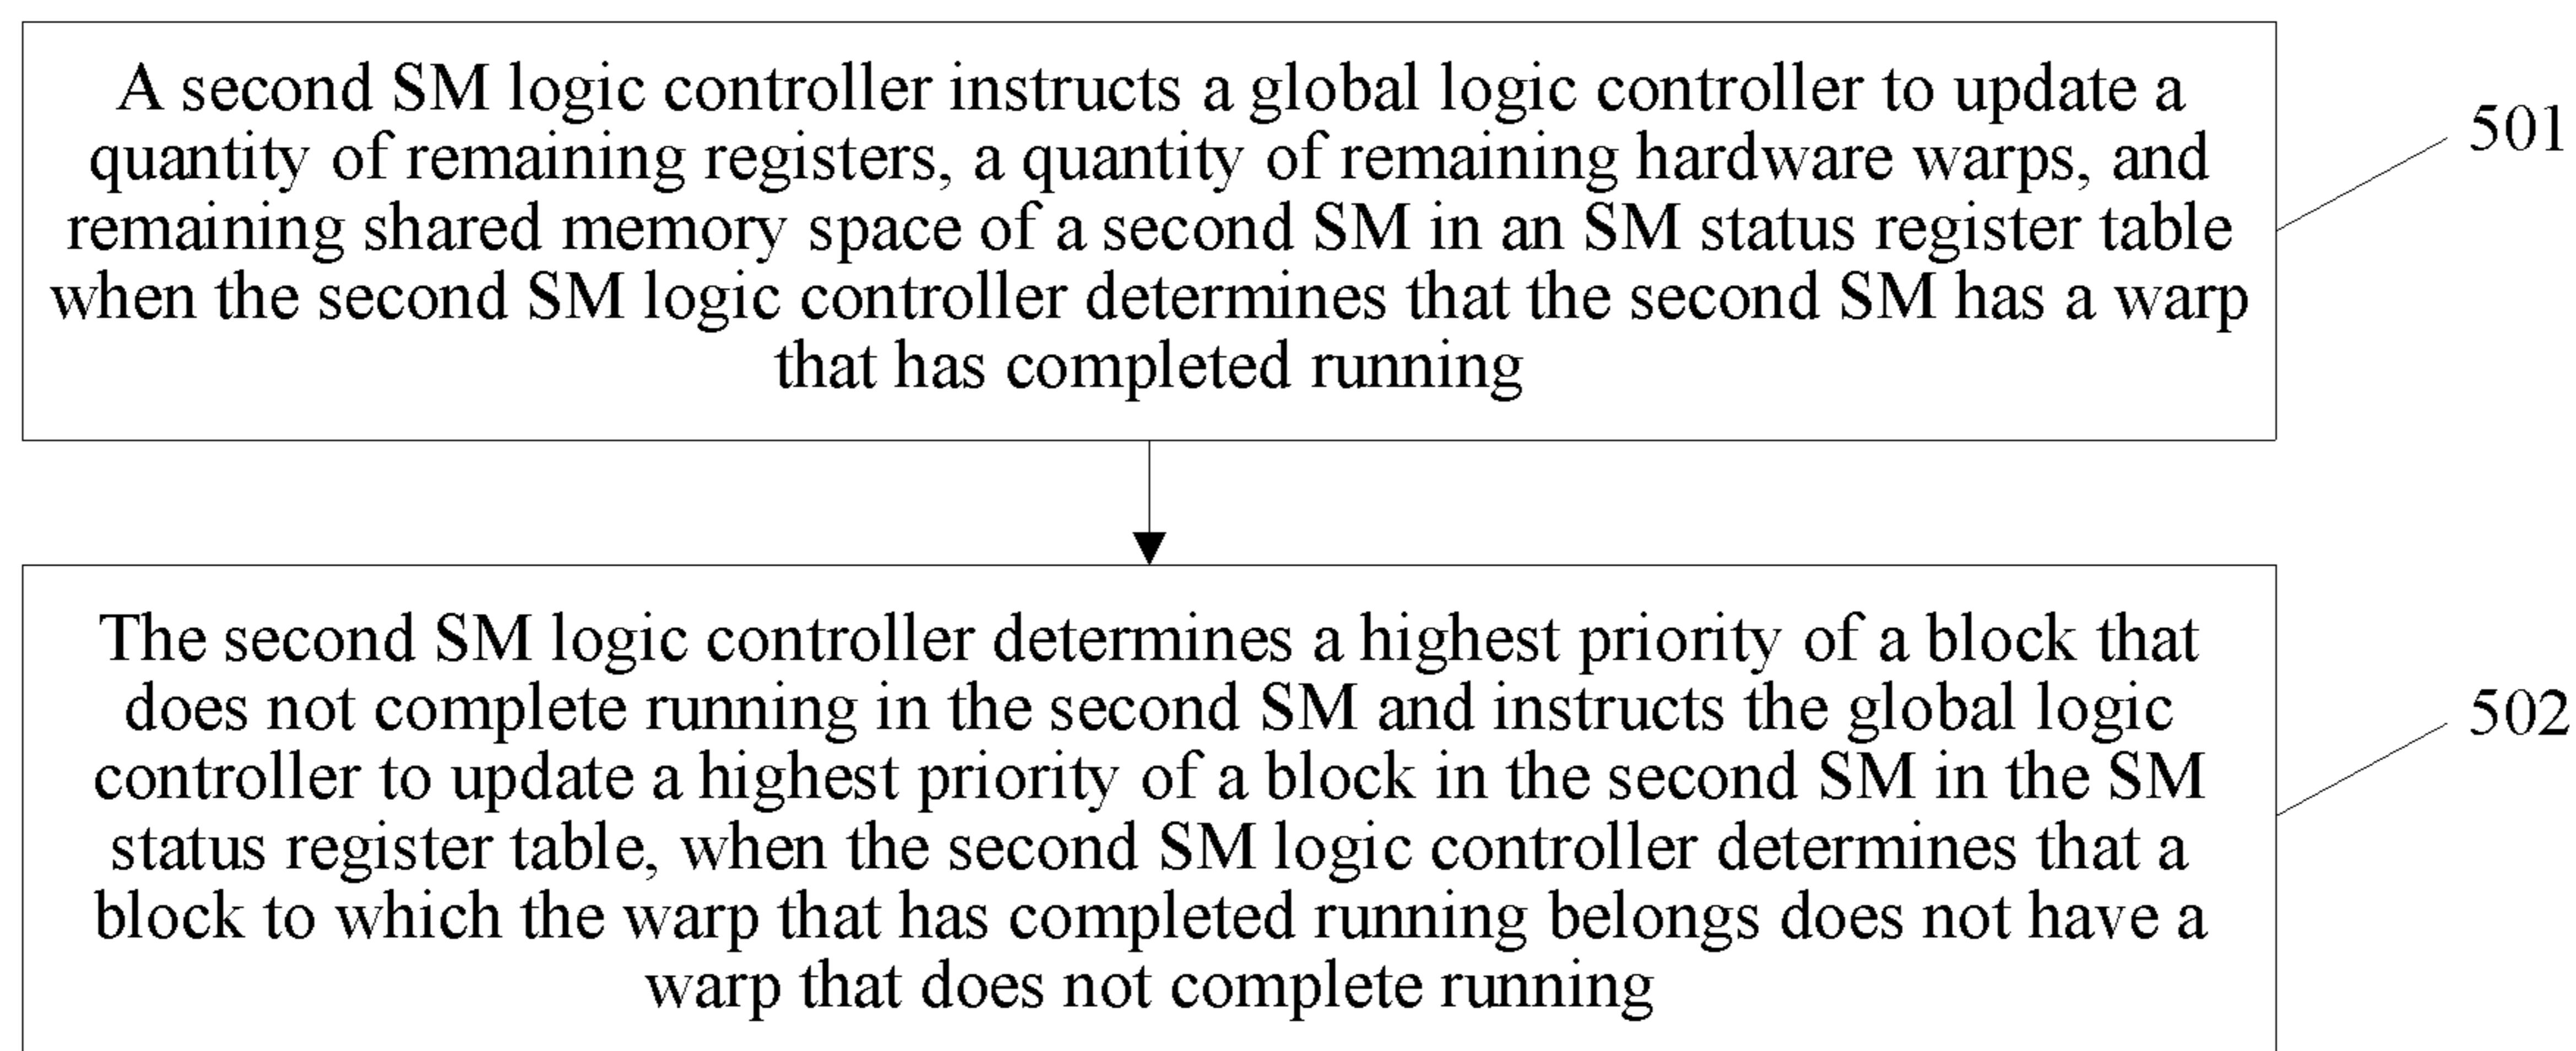 A second SM logic controller instructs a global logic controller to update a
quantity of remaining registers, a quantity of remaining hardware warps, and
remaining shared memory space of a second SM in an SM status register table
when the second SM logic controller determines that the second SM has a warp
that has completed running
501
The second SM logic controller determines a highest priority of a block that
does not complete running in the second SM and instructs the global logic
controller to update a highest priority of a block in the second SM in the SM
status register table, when the second SM logic controller determines that a
block to which the warp that has completed running belongs does not have a
warp that does not complete running
502